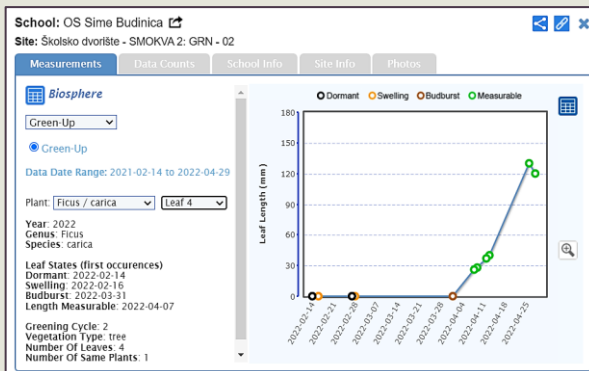 School: OS Sime Budinica
Site: Školsko dvorište - SMOKVA 2: GRN - 02
Measurements
Data Counts
School Info
Site Info
Photos
Biosphere
Green-Up
Green-Up
Data Date Range: 2021-02-14 to 2022-04-29
Plant: Ficus / carica Leaf 4
Year: 2022
Genus: Ficus
Species: carica
Leaf States (first occurences)
Dormant: 2022-02-14
Swelling: 2022-02-16
Budburst: 2022-03-31
Length Measurable: 2022-04-07
Greening Cycle: 2
Vegetation Type: tree
Number Of Leaves: 4
Number Of Same Plants: 1
Dormant Swelling Budburst Measurable
Leaf Length (mm)
180
150
120
90
60
30
0
2022-02-14
2022-02-21
2022-02-28
2022-03-07
2022-03-14
2022-03-21
2022-03-28
2022-04-04
2022-04-11
2022-04-18
2022-04-25